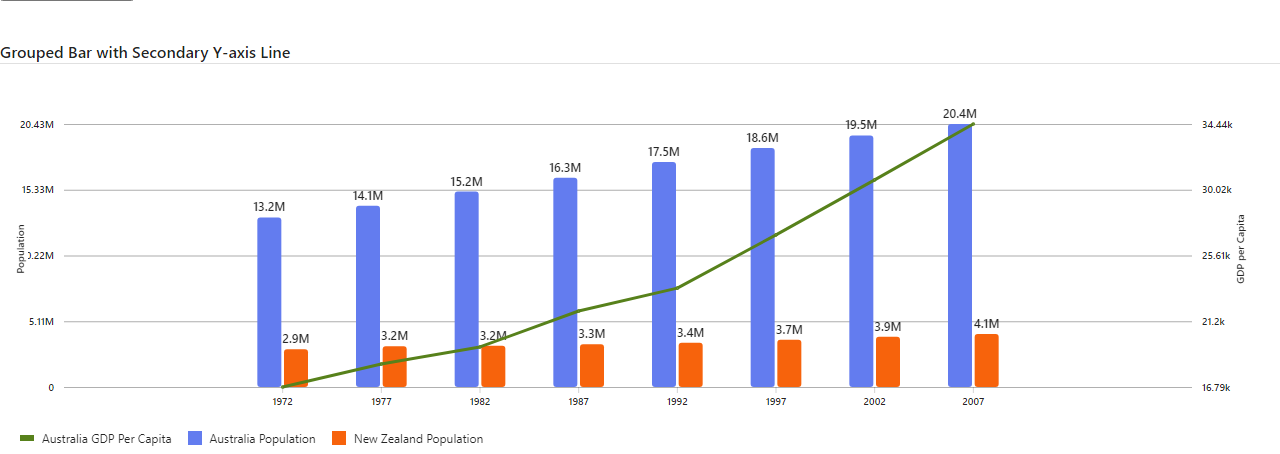 Grouped Bar with Secondary Y-axis Line
20.4M
20.43M 19.5M 34.44k
18.6M
17.5M
16.3M
15.33M 15.2M 30.02k
14.1M
13.2M
Population
GDP per Capita
25.61k
5.11M 21.2k
2.9M 3.2M 3.2M 3.3M 3.4M 3.7M 3.9M 4.1M
0 16.79k
1972 1977 1982 1987 1992 1997 2002 2007
Australia GDP Per Capita Australia Population New Zealand Population